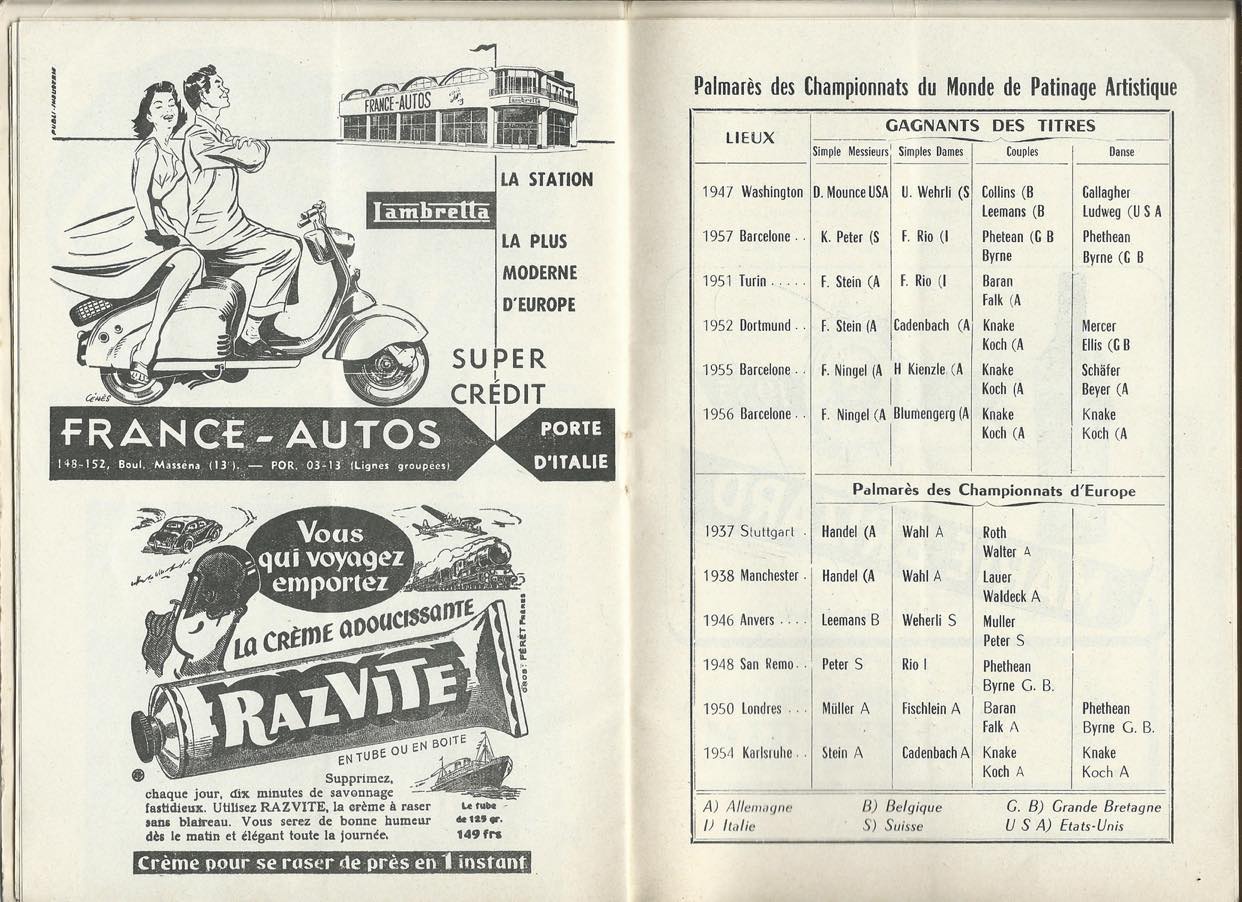 PUBLI-INDUSTRIE
FRANCE-AUTOS
Lambretta
LA STATION
Lambretta
LA PLUS
MODERNE
D'EUROPE
SUPER
CRÉDIT
FRANCE-AUTOS
148-152, Boul. Masséna (13ᵉ). — POR. 03-13 (Lignes groupées)
PORTE
D'ITALIE
Vous
qui voyagez
emportez
LA CRÈME ADOUCISSANTE
RAZVITE
EN TUBE OU EN BOITE
Supprimez,
chaque jour, dix minutes de savonnage
fastidieux. Utilisez RAZVITE, la crème à raser
sans blaireau. Vous serez de bonne humeur
dès le matin et élégant toute la journée.
Le tube
de 125 gr.
149 frs
Crème pour se raser de près en 1 instant
Palmarès des Championnats du Monde de Patinage Artistique
LIEUX
GAGNANTS DES TITRES
Simple Messieurs Simples Dames Couples Danse
1947 Washington D. Mounce USA U. Wehrli (S Collins (B Gallagher
Leemans (B Ludweg (U S A
1957 Barcelone . . K. Peter (S F. Rio (I Phetean (G B Phethean
Byrne Byrne (G B
1951 Turin . . . . . F. Stein (A F. Rio (I Baran
Falk (A
1952 Dortmund . . F. Stein (A Cadenbach (A Knake Mercer
Koch (A Ellis (G B
1955 Barcelone . . F. Ningel (A H Kienzle (A Knake Schäfer
Koch (A Beyer (A
1956 Barcelone . . F. Ningel (A Blumengerg (A Knake Knake
Koch (A Koch (A
Palmarès des Championnats d'Europe
1937 Stuttgart . Handel (A Wahl A Roth
Walter A
1938 Manchester . Handel (A Wahl A Lauer
Waldeck A
1946 Anvers . . . . Leemans B Weherli S Muller
Peter S
1948 San Remo . . Peter S Rio I Phethean
Byrne G. B.
1950 Londres . . . Müller A Fischlein A Baran Phethean
Falk A Byrne G. B.
1954 Karlsruhe . . Stein A Cadenbach A Knake Knake
Koch A Koch A
A) Allemagne B) Belgique G. B) Grande Bretagne
I) Italie S) Suisse U S A) Etats-Unis